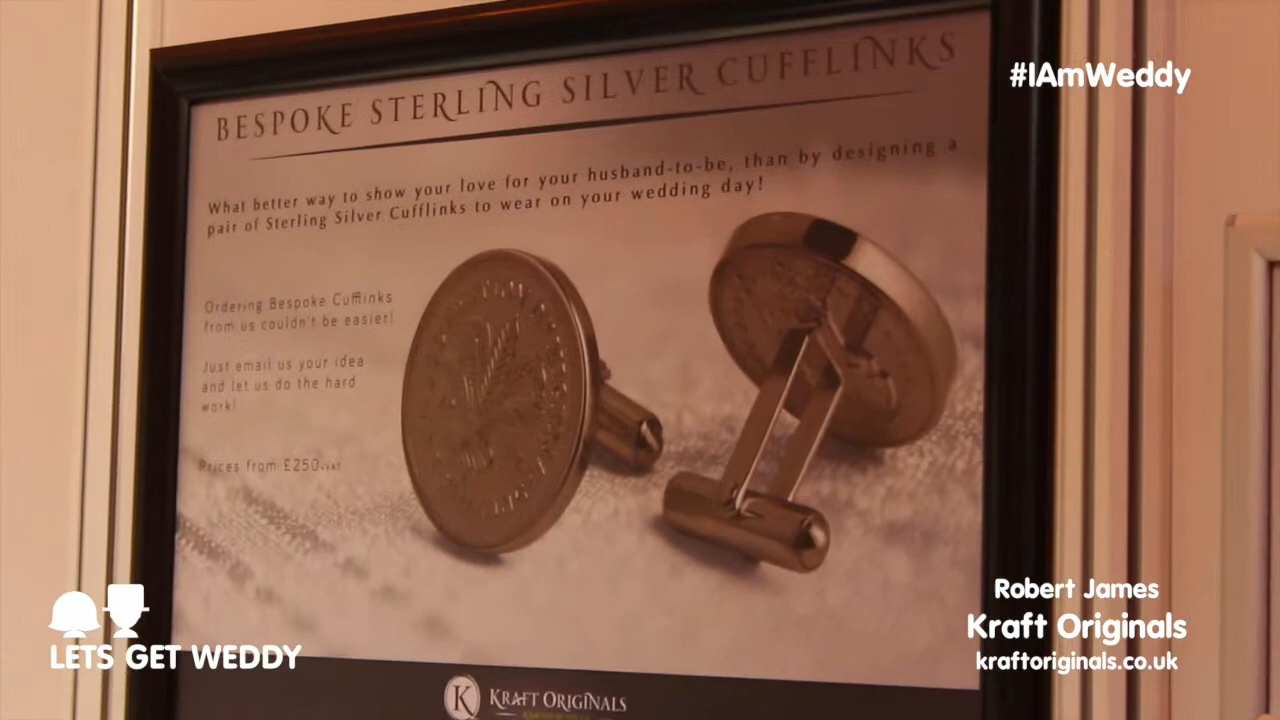 #IAmWeddy
BESPOKE STERLING SILVER CUFFLINKS
What better way to show your love for your husband-to-be, than by designing a
pair of Sterling Silver Cufflinks to wear on your wedding day!
Ordering Bespoke Cufflinks
from us couldn't be easier!
Just email us your idea
and let us do the hard
work!
Prices from £250
LETS GET WEDDY
Robert James
Kraft Originals
kraftoriginals.co.uk
K KRAFT ORIGINALS